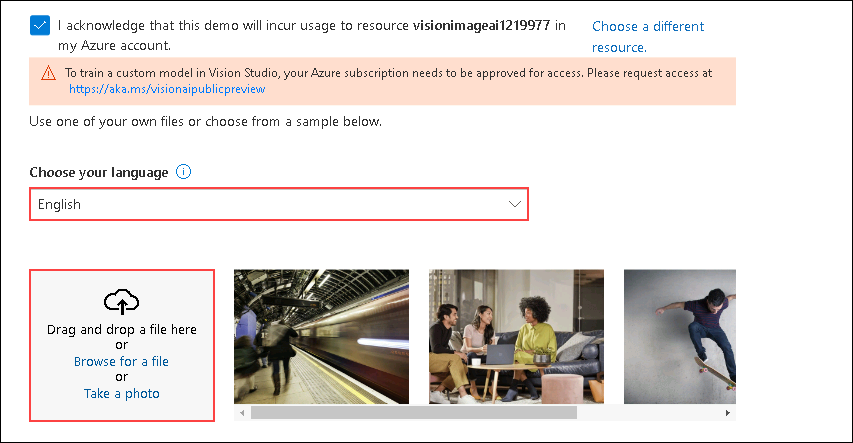 I acknowledge that this demo will incur usage to resource visionimageai1219977 in
my Azure account.
Choose a different
resource.
To train a custom model in Vision Studio, your Azure subscription needs to be approved for access. Please request access at
https://aka.ms/visionaipublicpreview
Use one of your own files or choose from a sample below.
Choose your language
English
Drag and drop a file here
or
Browse for a file
or
Take a photo